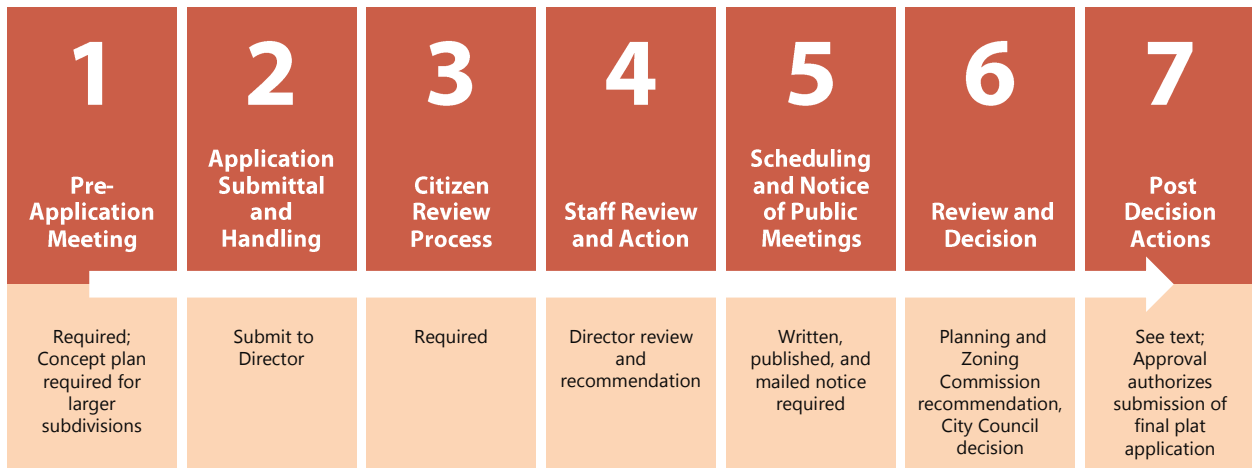 1
Pre-
Application
Meeting
Required;
Concept plan
required for
larger
subdivisions
2
Application
Submittal
and
Handling
Submit to
Director
3
Citizen
Review
Process
Required
4
Staff Review
and Action
Director review
and
recommendation
5
Scheduling
and Notice
of Public
Meetings
Written,
published, and
mailed notice
required
6
Review and
Decision
Planning and
Zoning
Commission
recommendation,
City Council
decision
7
Post
Decision
Actions
See text;
Approval
authorizes
submission of
final plat
application